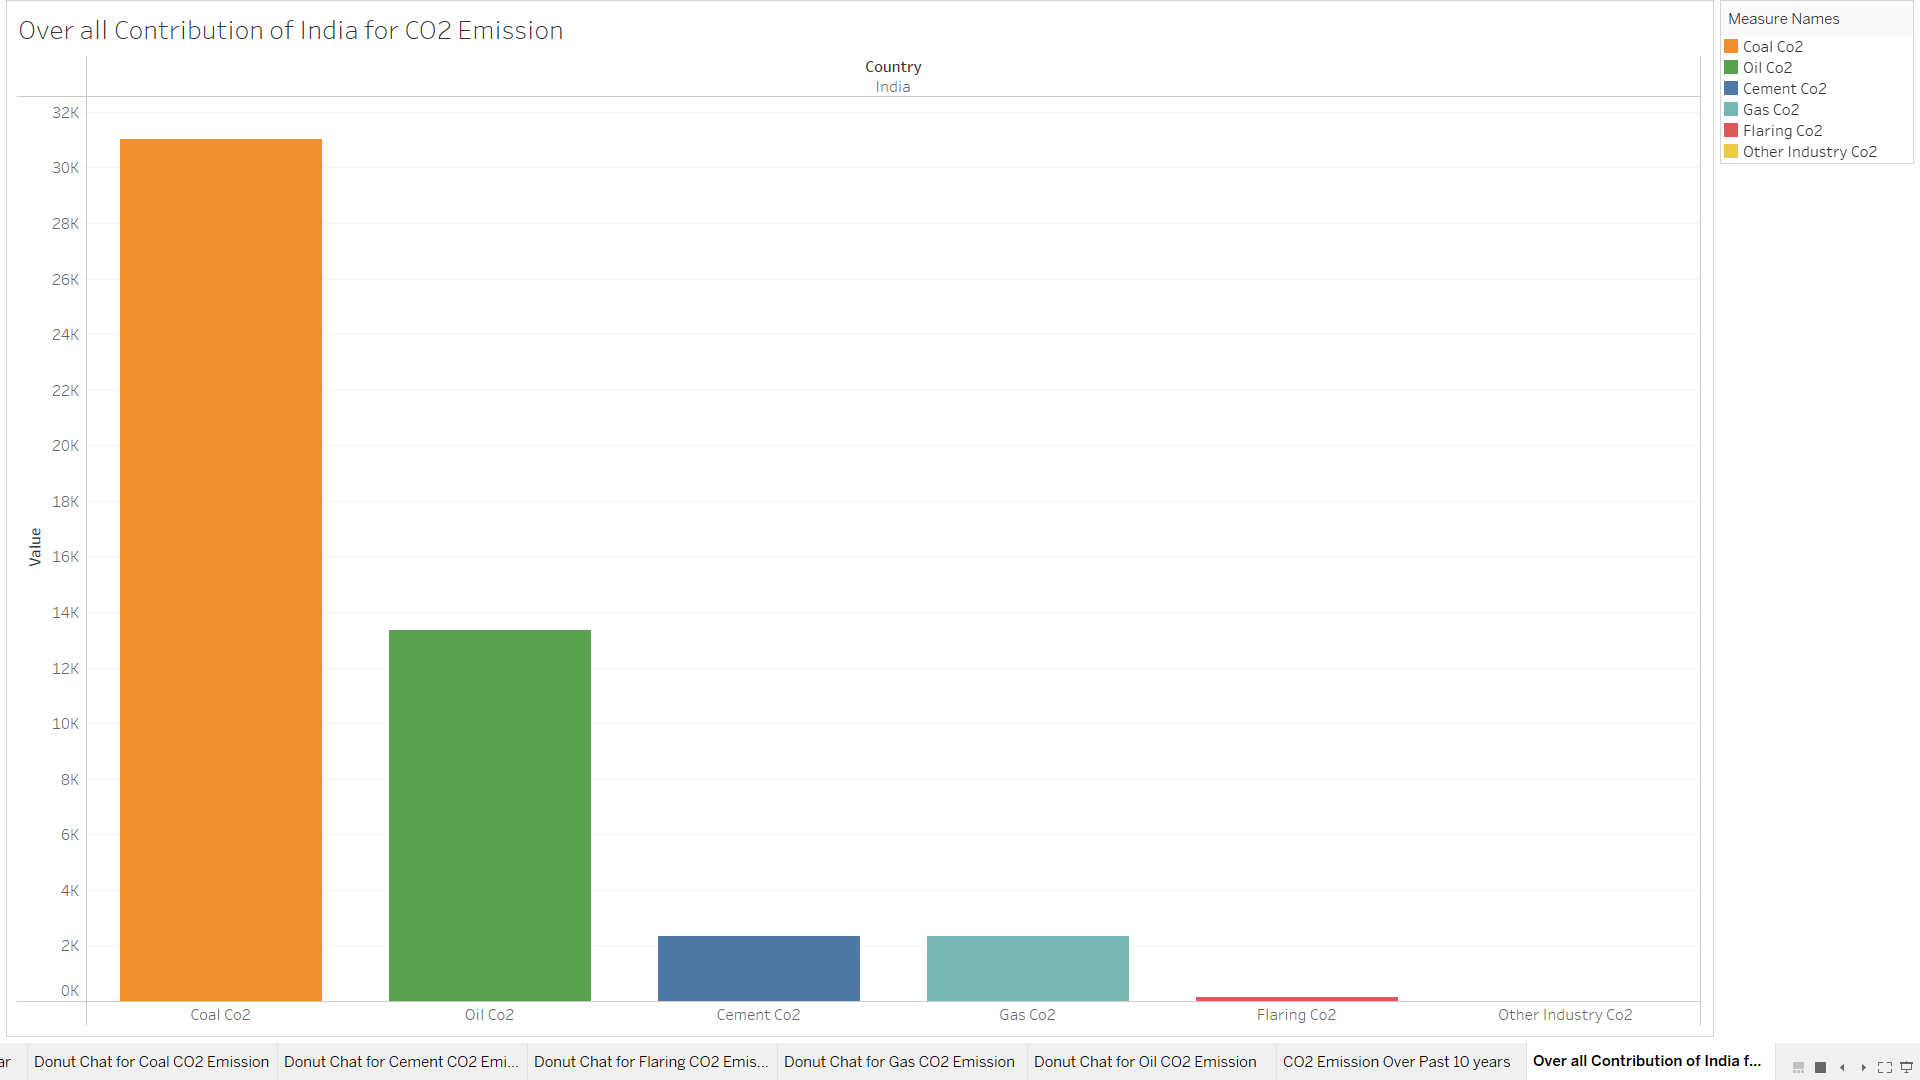 Over all Contribution of India for CO2 Emission
Country
India
32K
30K
28K
26K
24K
22K
20K
18K
16K
14K
12K
10K
8K
6K
4K
2K
0K
Value
Coal Co2
Oil Co2
Cement Co2
Gas Co2
Flaring Co2
Other Industry Co2
Measure Names
Coal Co2
Oil Co2
Cement Co2
Gas Co2
Flaring Co2
Other Industry Co2
ar
Donut Chat for Coal CO2 Emission
Donut Chat for Cement CO2 Emi...
Donut Chat for Flaring CO2 Emis...
Donut Chat for Gas CO2 Emission
Donut Chat for Oil CO2 Emission
CO2 Emission Over Past 10 years
Over all Contribution of India f...